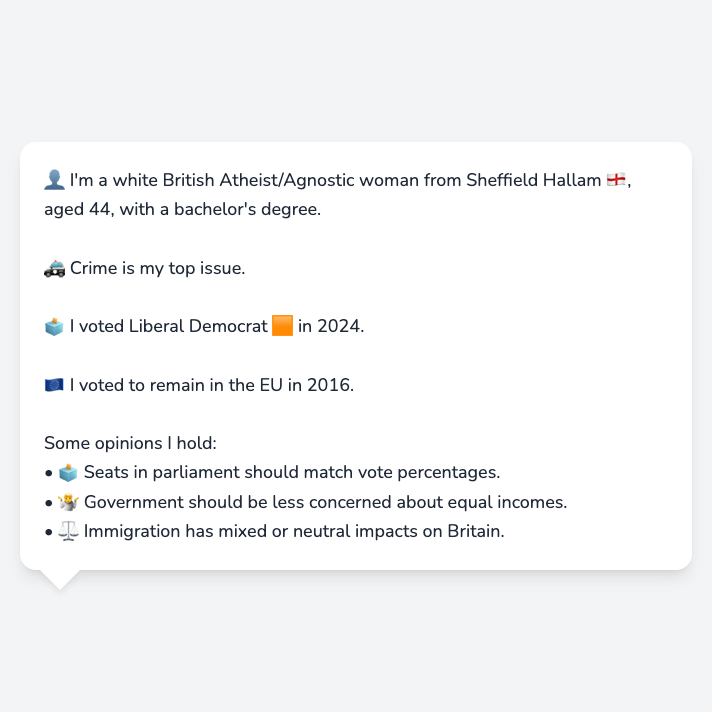 👤 I'm a white British Atheist/Agnostic woman from Sheffield Hallam 🏴󠁧󠁢󠁥󠁮󠁧󠁿,
aged 44, with a bachelor's degree.
🚓 Crime is my top issue.
🗳️ I voted Liberal Democrat 🟧 in 2024.
🇪🇺 I voted to remain in the EU in 2016.
Some opinions I hold:
• 🗳️ Seats in parliament should match vote percentages.
• 🤷 Government should be less concerned about equal incomes.
• ⚖️ Immigration has mixed or neutral impacts on Britain.